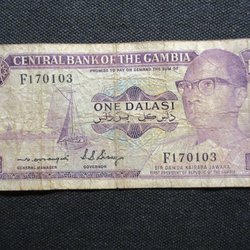 CENTRAL BANK OF THE GAMBIA
PROMISE TO PAY ON DEMAND THE SUM OF
F170103
ONE DALASI
F170103
GENERAL MANAGER
GOVERNOR
SIR DAWDA KAIRABA JAWARA
FIRST PRESIDENT OF REPUBLIC OF THE GAMBIA